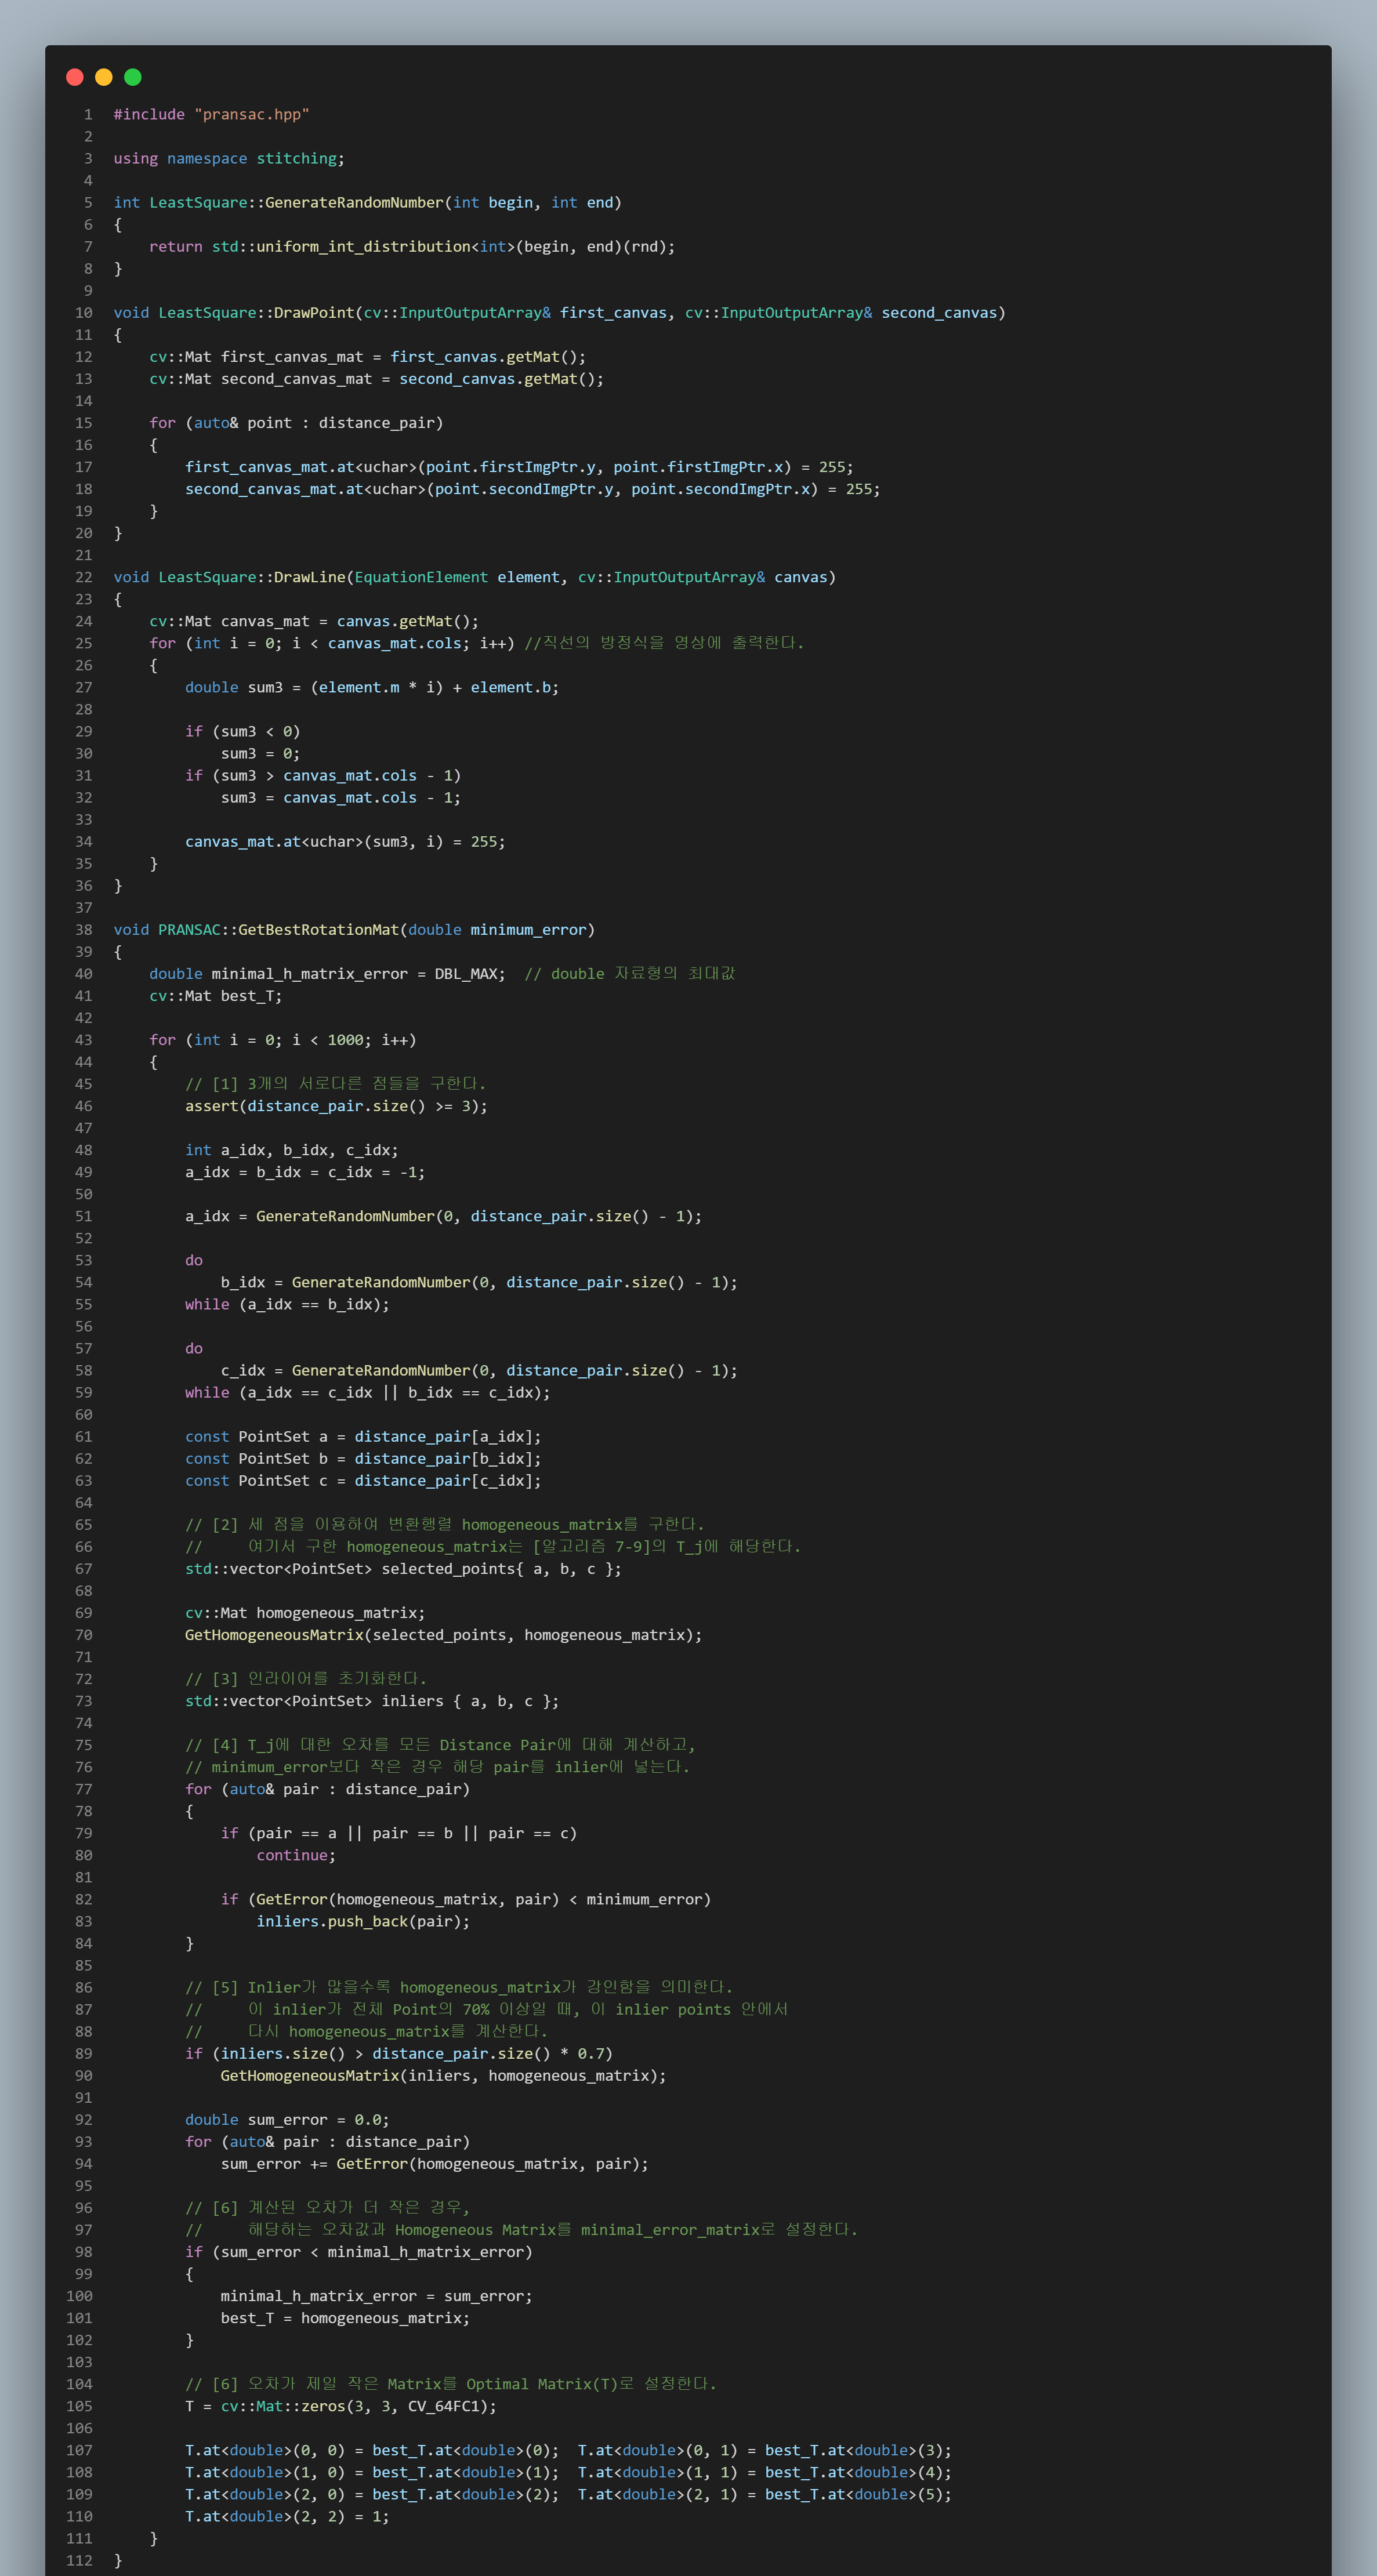 1 #include "pransac.hpp"
2
3 using namespace stitching;
4
5 int LeastSquare::GenerateRandomNumber(int begin, int end)
6 {
7     return std::uniform_int_distribution<int>(begin, end)(rnd);
8 }
9
10 void LeastSquare::DrawPoint(cv::InputOutputArray& first_canvas, cv::InputOutputArray& second_canvas)
11 {
12     cv::Mat first_canvas_mat = first_canvas.getMat();
13     cv::Mat second_canvas_mat = second_canvas.getMat();
14
15     for (auto& point : distance_pair)
16     {
17         first_canvas_mat.at<uchar>(point.firstImgPtr.y, point.firstImgPtr.x) = 255;
18         second_canvas_mat.at<uchar>(point.secondImgPtr.y, point.secondImgPtr.x) = 255;
19     }
20 }
21
22 void LeastSquare::DrawLine(EquationElement element, cv::InputOutputArray& canvas)
23 {
24     cv::Mat canvas_mat = canvas.getMat();
25     for (int i = 0; i < canvas_mat.cols; i++) //직선의 방정식을 영상에 출력한다.
26     {
27         double sum3 = (element.m * i) + element.b;
28
29         if (sum3 < 0)
30             sum3 = 0;
31         if (sum3 > canvas_mat.cols - 1)
32             sum3 = canvas_mat.cols - 1;
33
34         canvas_mat.at<uchar>(sum3, i) = 255;
35     }
36 }
37
38 void PRANSAC::GetBestRotationMat(double minimum_error)
39 {
40     double minimal_h_matrix_error = DBL_MAX;  // double 자료형의 최대값
41     cv::Mat best_T;
42
43     for (int i = 0; i < 1000; i++)
44     {
45         // [1] 3개의 서로다른 점들을 구한다.
46         assert(distance_pair.size() >= 3);
47
48         int a_idx, b_idx, c_idx;
49         a_idx = b_idx = c_idx = -1;
50
51         a_idx = GenerateRandomNumber(0, distance_pair.size() - 1);
52
53         do
54             b_idx = GenerateRandomNumber(0, distance_pair.size() - 1);
55         while (a_idx == b_idx);
56
57         do
58             c_idx = GenerateRandomNumber(0, distance_pair.size() - 1);
59         while (a_idx == c_idx || b_idx == c_idx);
60
61         const PointSet a = distance_pair[a_idx];
62         const PointSet b = distance_pair[b_idx];
63         const PointSet c = distance_pair[c_idx];
64
65         // [2] 세 점을 이용하여 변환행렬 homogeneous_matrix를 구한다.
66         //     여기서 구한 homogeneous_matrix는 [알고리즘 7-9]의 T_j에 해당한다.
67         std::vector<PointSet> selected_points{ a, b, c };
68
69         cv::Mat homogeneous_matrix;
70         GetHomogeneousMatrix(selected_points, homogeneous_matrix);
71
72         // [3] 인라이어를 초기화한다.
73         std::vector<PointSet> inliers { a, b, c };
74
75         // [4] T_j에 대한 오차를 모든 Distance Pair에 대해 계산하고,
76         // minimum_error보다 작은 경우 해당 pair를 inlier에 넣는다.
77         for (auto& pair : distance_pair)
78         {
79             if (pair == a || pair == b || pair == c)
80                 continue;
81
82             if (GetError(homogeneous_matrix, pair) < minimum_error)
83                 inliers.push_back(pair);
84         }
85
86         // [5] Inlier가 많을수록 homogeneous_matrix가 강인함을 의미한다.
87         //     이 inlier가 전체 Point의 70% 이상일 때, 이 inlier points 안에서
88         //     다시 homogeneous_matrix를 계산한다.
89         if (inliers.size() > distance_pair.size() * 0.7)
90             GetHomogeneousMatrix(inliers, homogeneous_matrix);
91
92         double sum_error = 0.0;
93         for (auto& pair : distance_pair)
94             sum_error += GetError(homogeneous_matrix, pair);
95
96         // [6] 계산된 오차가 더 작은 경우,
97         //     해당하는 오차값과 Homogeneous Matrix를 minimal_error_matrix로 설정한다.
98         if (sum_error < minimal_h_matrix_error)
99         {
100             minimal_h_matrix_error = sum_error;
101             best_T = homogeneous_matrix;
102         }
103
104         // [6] 오차가 제일 작은 Matrix를 Optimal Matrix(T)로 설정한다.
105         T = cv::Mat::zeros(3, 3, CV_64FC1);
106
107         T.at<double>(0, 0) = best_T.at<double>(0);  T.at<double>(0, 1) = best_T.at<double>(3);
108         T.at<double>(1, 0) = best_T.at<double>(1);  T.at<double>(1, 1) = best_T.at<double>(4);
109         T.at<double>(2, 0) = best_T.at<double>(2);  T.at<double>(2, 1) = best_T.at<double>(5);
110         T.at<double>(2, 2) = 1;
111     }
112 }